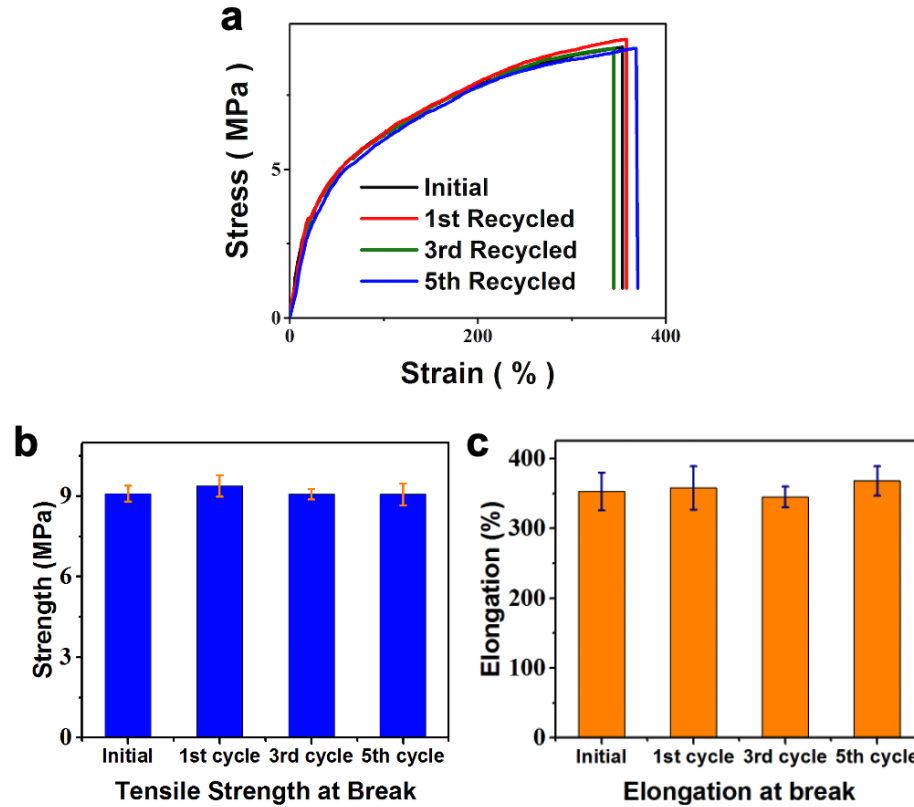 a
Stress ( MPa )
5
0
Initial
1st Recycled
3rd Recycled
5th Recycled
0 200 400
Strain ( % )
b
Strength (MPa)
9
6
3
0
Initial 1st cycle 3rd cycle 5th cycle
Tensile Strength at Break
c
Elongation (%)
400
300
200
100
0
Initial 1st cycle 3rd cycle 5th cycle
Elongation at break